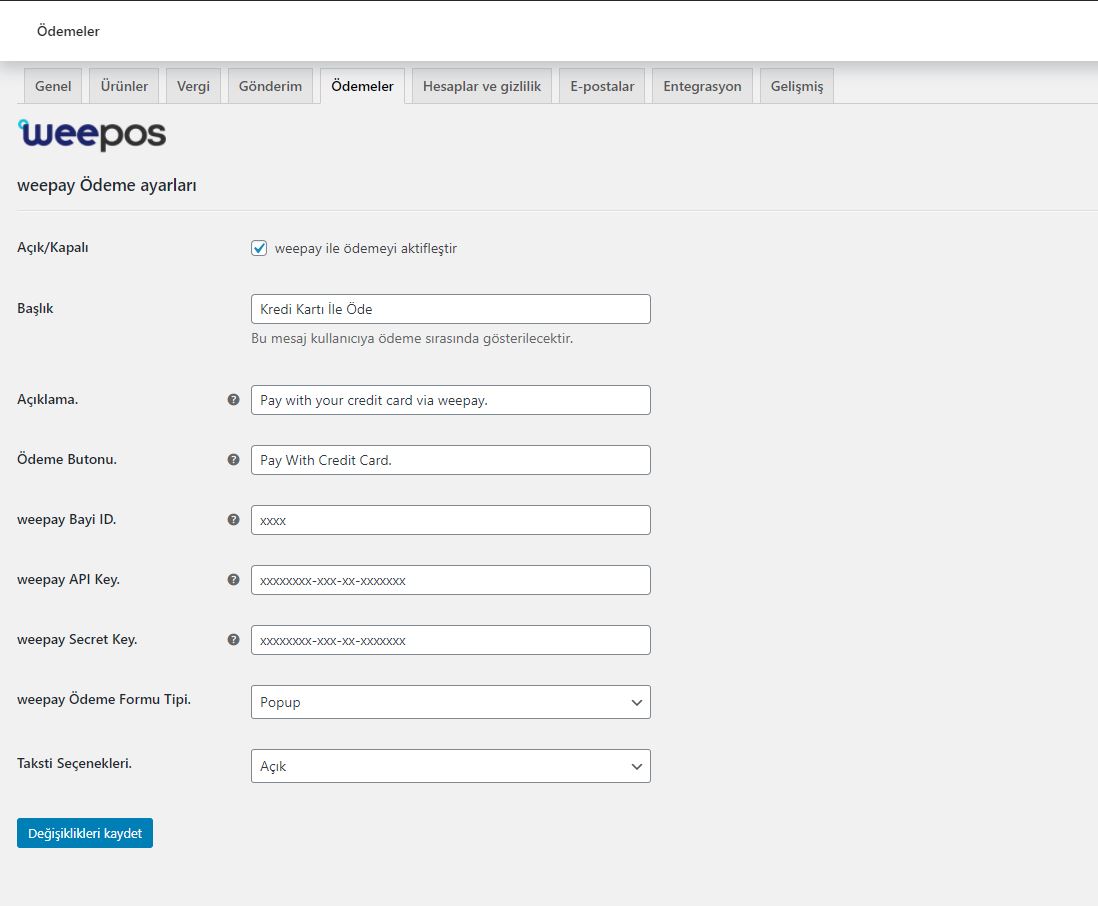 Ödemeler
Genel Ürünler Vergi Gönderim Ödemeler Hesaplar ve gizlilik E-postalar Entegrasyon Gelişmiş
weepos
weepay Ödeme ayarları
Açık/Kapalı weepay ile ödemeyi aktifleştir
Başlık Kredi Kartı İle Öde
Bu mesaj kullanıcıya ödeme sırasında gösterilecektir.
Açıklama. ? Pay with your credit card via weepay.
Ödeme Butonu. ? Pay With Credit Card.
weepay Bayi ID. ? xxxx
weepay API Key. ? xxxxxxxx-xxx-xx-xxxxxxx
weepay Secret Key. ? xxxxxxxx-xxx-xx-xxxxxxx
weepay Ödeme Formu Tipi. Popup
Taksti Seçenekleri. Açık
Değişiklikleri kaydet